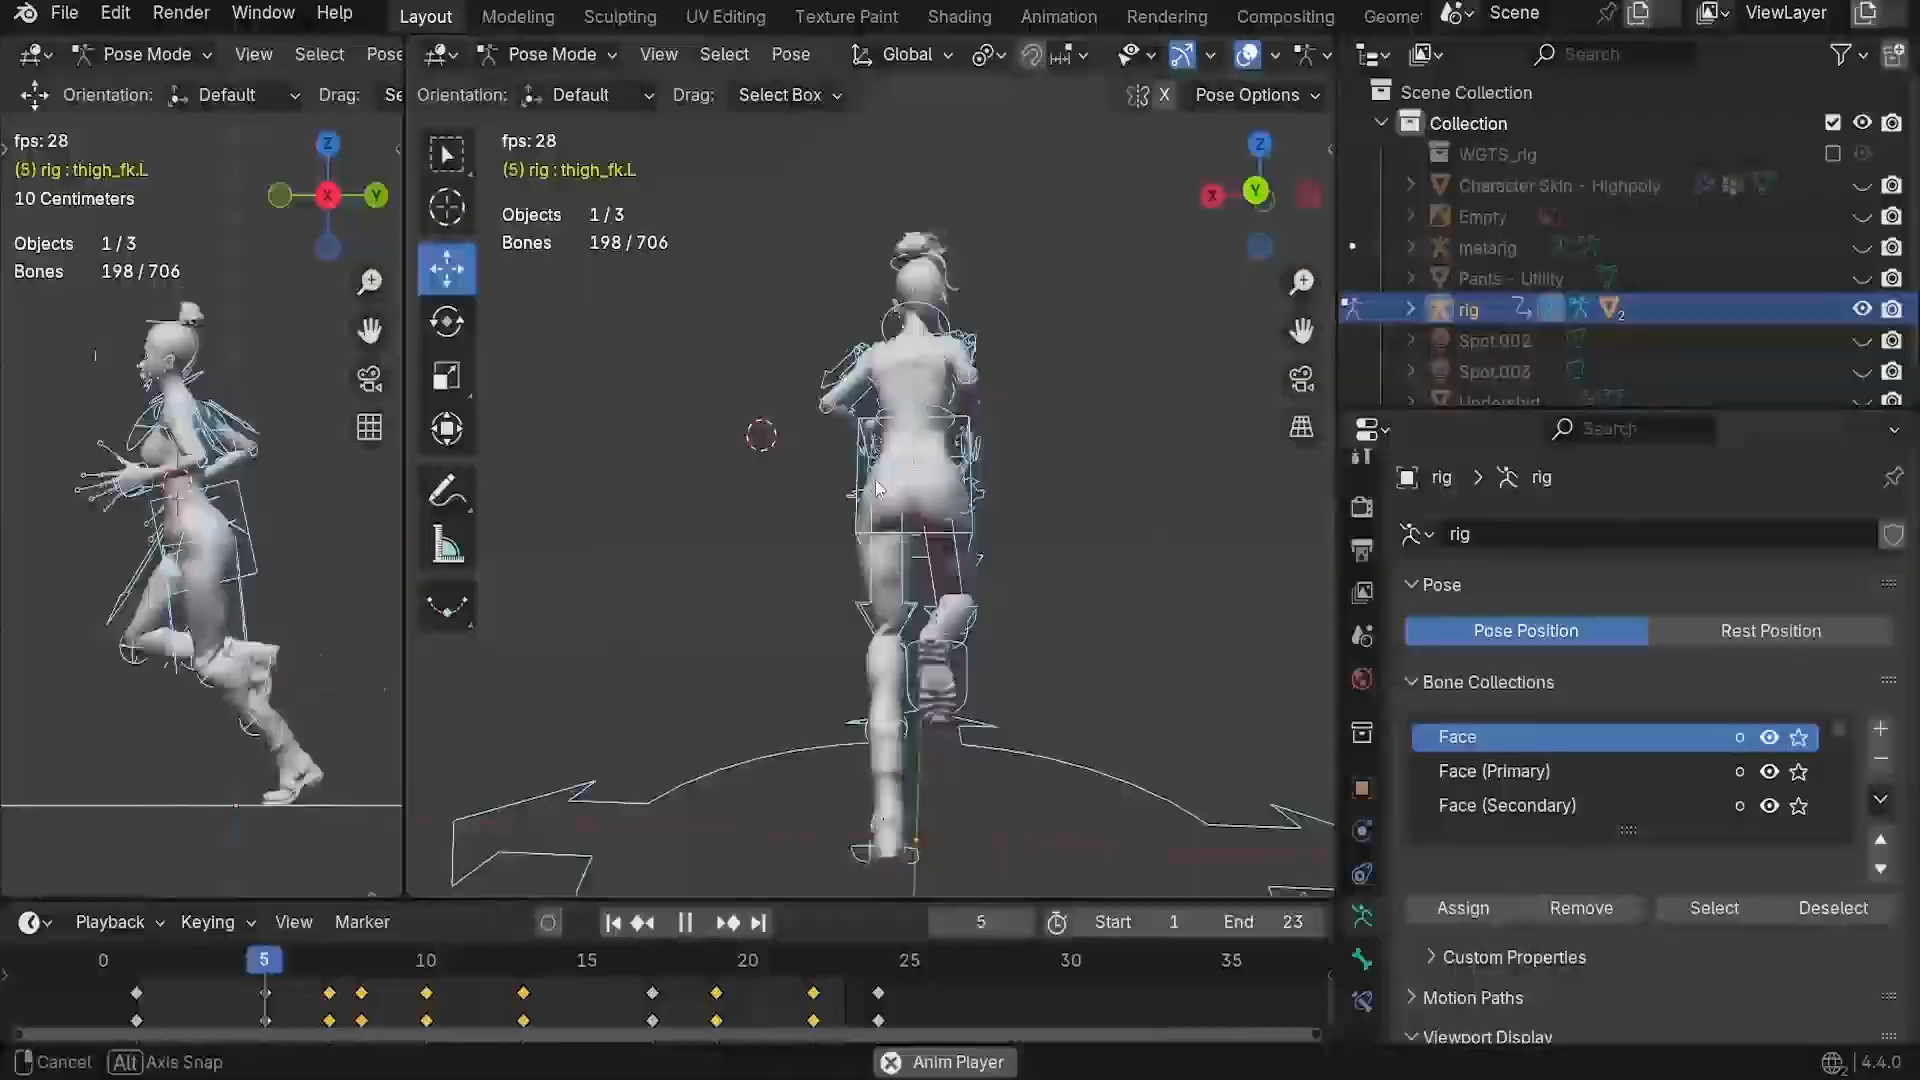 File Edit Render Window Help Layout Modeling Sculpting UV Editing Texture Paint Shading Animation Rendering Compositing Geomet Scene ViewLayer
Pose Mode View Select Pose
Pose Mode View Select Pose Global
Search
Orientation: Default Drag: Se
Orientation: Default Drag: Select Box X Pose Options
fps: 28
(5) rig : thigh_fk.L
10 Centimeters
Objects 1 / 3
Bones 198 / 706
Z
X
Y
fps: 28
(5) rig : thigh_fk.L
Objects 1 / 3
Bones 198 / 706
Z
X
Y
Scene Collection
Collection
WGTS_rig
Character Skin - Highpoly
Empty
metarig
Pants - Utility
rig 2
Spot.002
Spot.003
Undershirt
Search
rig > rig
rig
Pose
Pose Position Rest Position
Bone Collections
Face
Face (Primary)
Face (Secondary)
Assign Remove Select Deselect
Custom Properties
Motion Paths
Viewport Display
Playback Keying View Marker 5 Start 1 End 23
0 5 10 15 20 25 30 35
Cancel Alt Axis Snap Anim Player 4.4.0